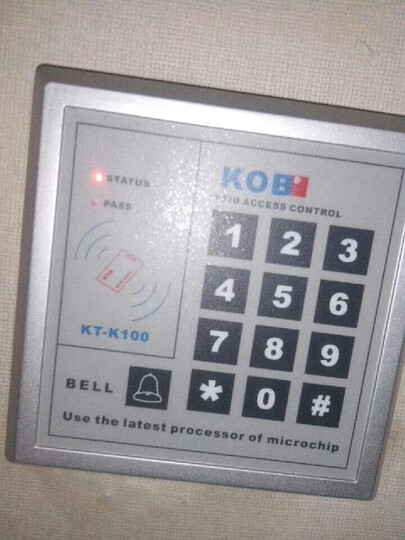 STATUS
PASS
KOB
ACCESS CONTROL
1 2 3
4 5 6
7 8 9
* 0 #
KT-K100
BELL
Use the latest processor of microchip